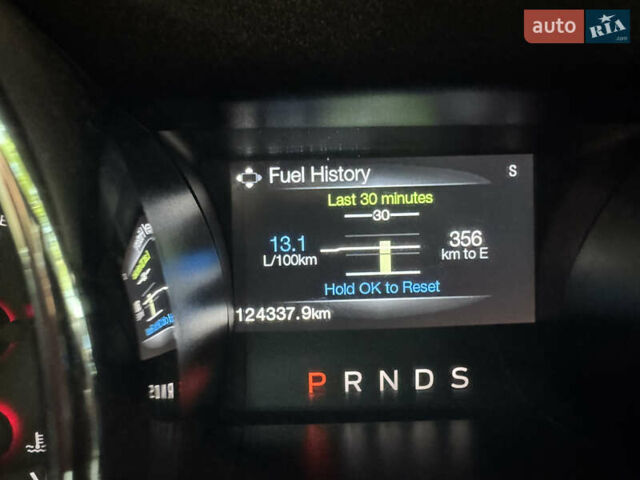 auto RIA .com
Fuel History
S
Last 30 minutes
30
13.1
L/100km
356
km to E
Hold OK to Reset
124337.9km
P R N D S